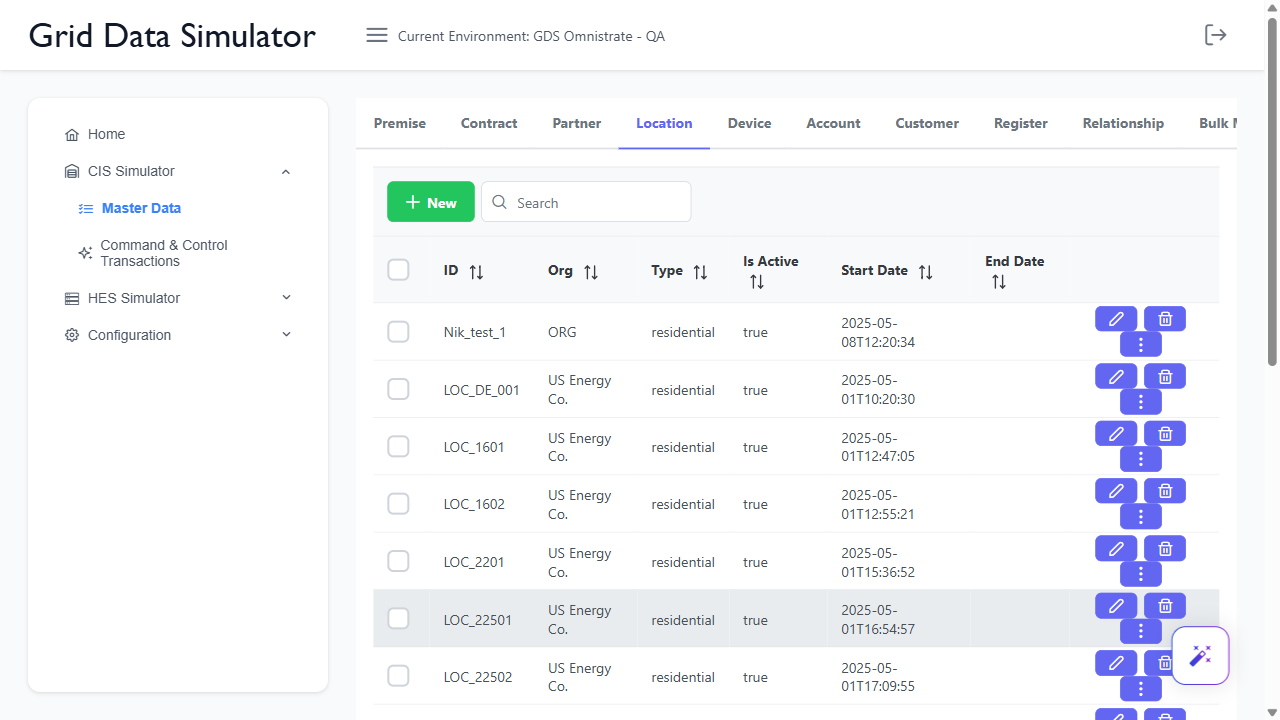 Grid Data Simulator
Current Environment: GDS Omnistrate - QA
Home
CIS Simulator
Master Data
Command & Control
Transactions
HES Simulator
Configuration
Premise Contract Partner Location Device Account Customer Register Relationship Bulk
New
Search
ID Org Type Is Active Start Date End Date
Nik_test_1 ORG residential true 2025-05-
08T12:20:34
LOC_DE_001 US Energy Co. residential true 2025-05-
01T10:20:30
LOC_1601 US Energy Co. residential true 2025-05-
01T12:47:05
LOC_1602 US Energy Co. residential true 2025-05-
01T12:55:21
LOC_2201 US Energy Co. residential true 2025-05-
01T15:36:52
LOC_22501 US Energy Co. residential true 2025-05-
01T16:54:57
LOC_22502 US Energy Co. residential true 2025-05-
01T17:09:55